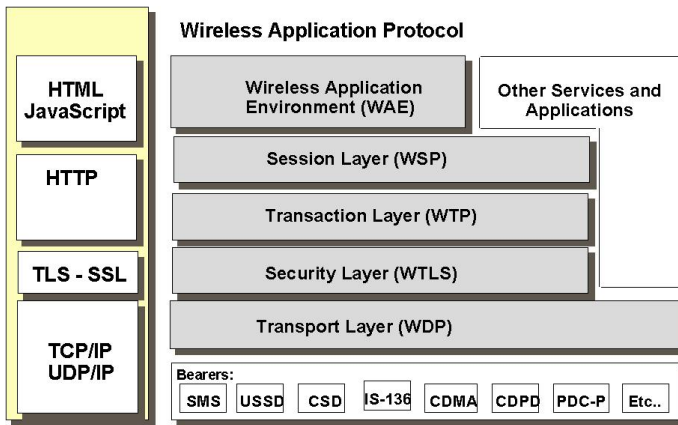 Wireless Application Protocol
HTML
JavaScript
HTTP
TLS - SSL
TCP/IP
UDP/IP
Wireless Application
Environment (WAE)
Other Services and
Applications
Session Layer (WSP)
Transaction Layer (WTP)
Security Layer (WTLS)
Transport Layer (WDP)
Bearers:
SMS
USSD
CSD
IS-136
CDMA
CDPD
PDC-P
Etc..